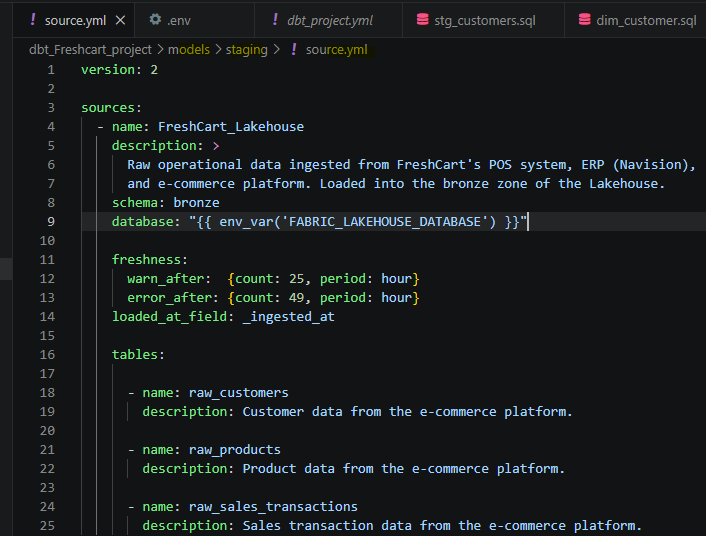 ! source.yml × .env ! dbt_project.yml stg_customers.sql dim_customer.sql
dbt_Freshcart_project > models > staging > ! source.yml
1 version: 2
2
3 sources:
4 - name: FreshCart_Lakehouse
5 description: >
6 Raw operational data ingested from FreshCart's POS system, ERP (Navision),
7 and e-commerce platform. Loaded into the bronze zone of the Lakehouse.
8 schema: bronze
9 database: "{{ env_var('FABRIC_LAKEHOUSE_DATABASE') }}"
10
11 freshness:
12 warn_after: {count: 25, period: hour}
13 error_after: {count: 49, period: hour}
14 loaded_at_field: _ingested_at
15
16 tables:
17
18 - name: raw_customers
19 description: Customer data from the e-commerce platform.
20
21 - name: raw_products
22 description: Product data from the e-commerce platform.
23
24 - name: raw_sales_transactions
25 description: Sales transaction data from the e-commerce platform.